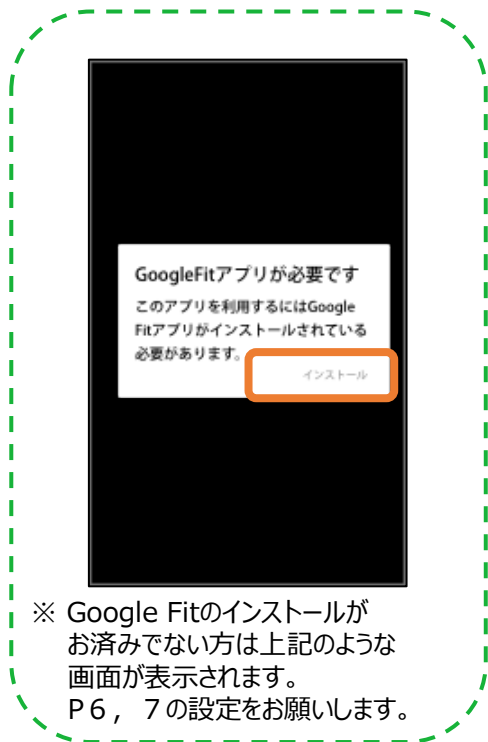 GoogleFitアプリが必要です
このアプリを利用するにはGoogle
Fitアプリがインストールされている
必要があります。
インストール
※ Google Fitのインストールが
お済みでない方は上記のような
画面が表示されます。
P6, 7の設定をお願いします。